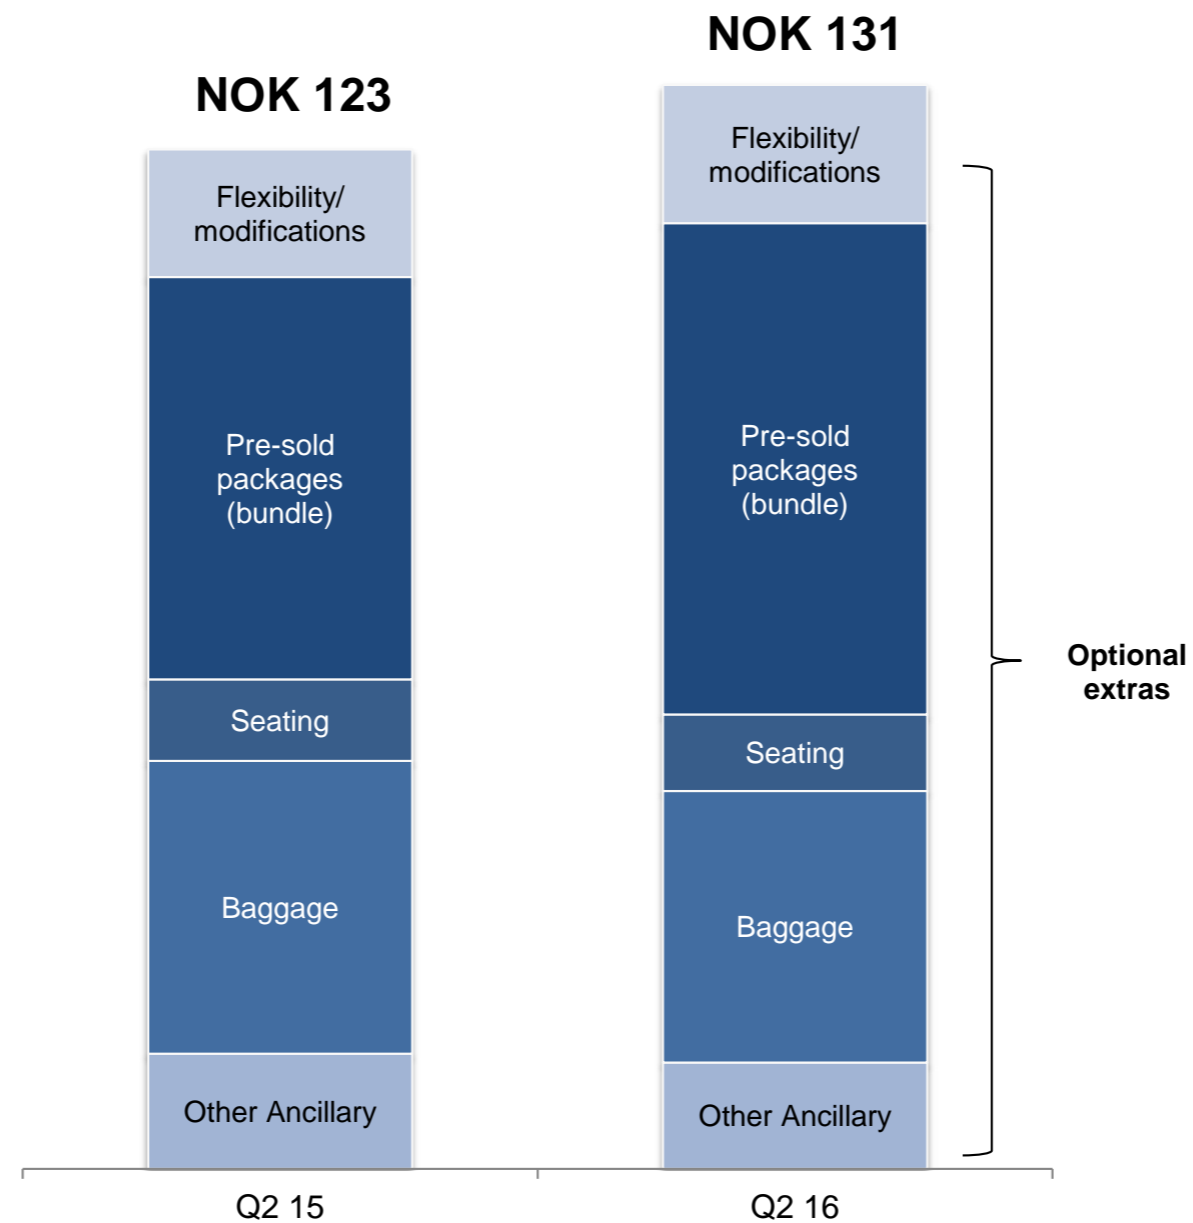 NOK 123
Flexibility/
modifications
Pre-sold
packages
(bundle)
Seating
Baggage
Other Ancillary
Q2 15
NOK 131
Flexibility/
modifications
Pre-sold
packages
(bundle)
Seating
Baggage
Other Ancillary
Q2 16
Optional
extras